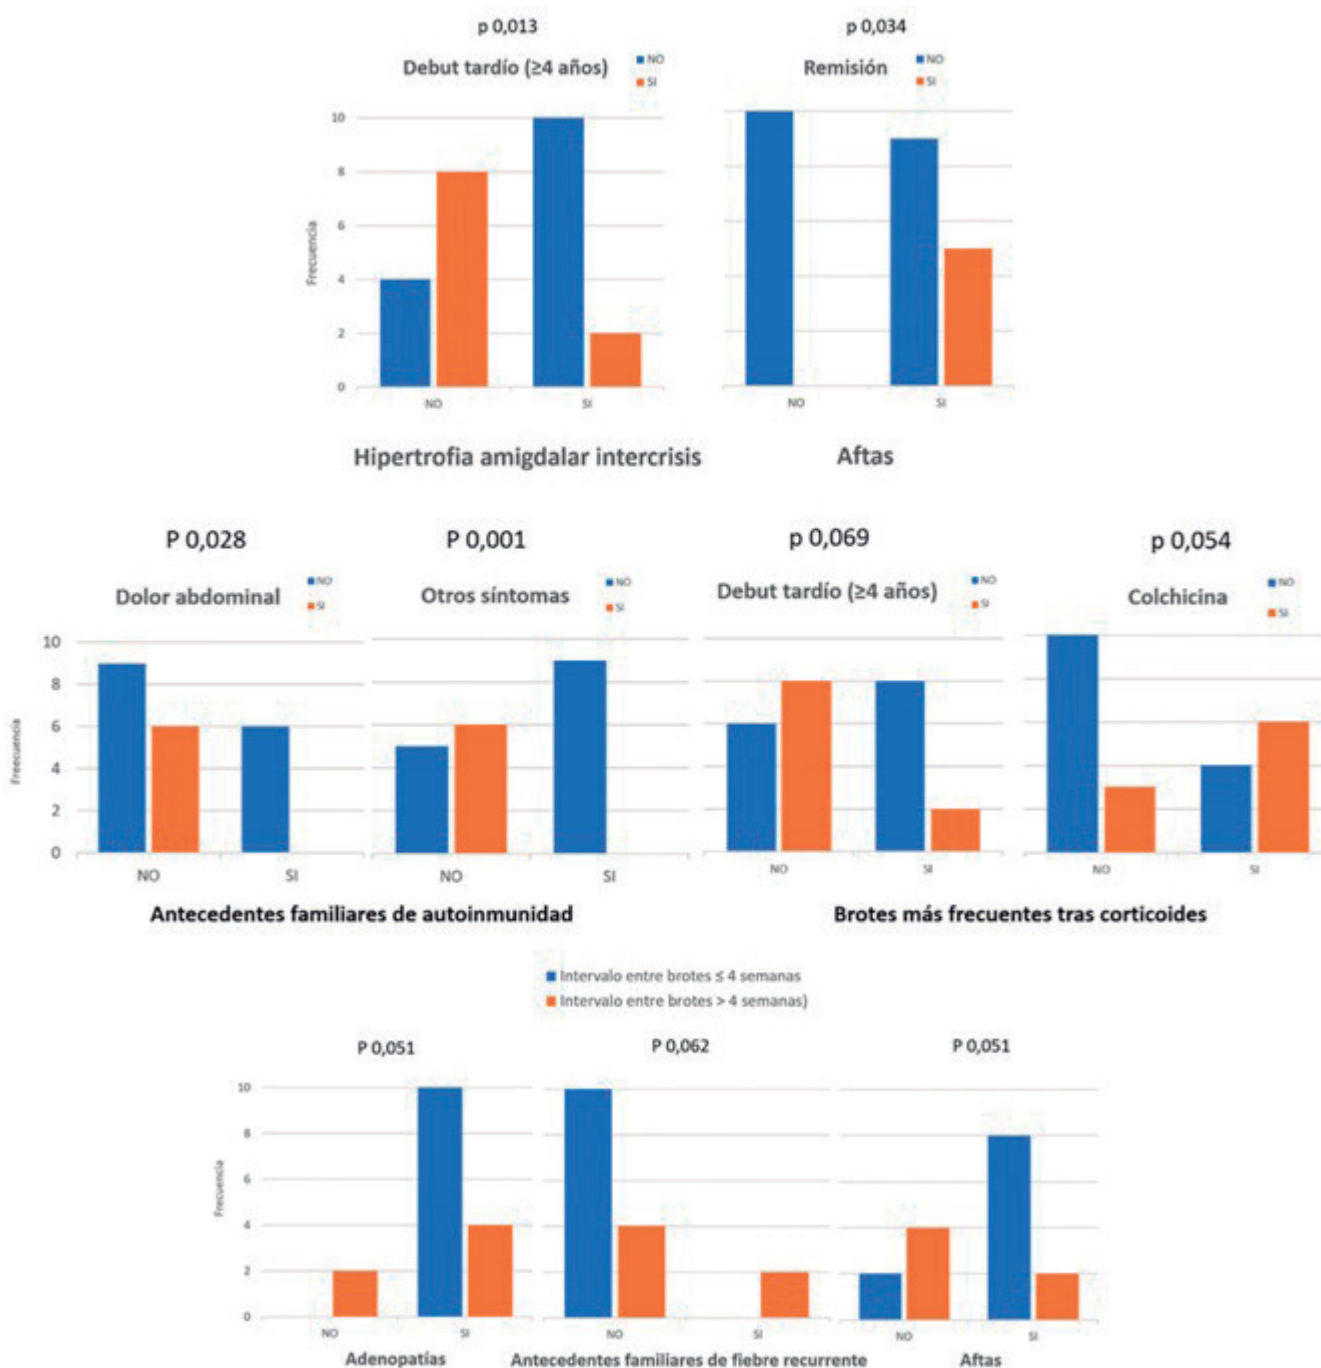 p 0,013
p 0,034
Debut tardío (≥4 años)
NO
SI
Remisión
NO
SI
10
8
6
4
2
0
Frecuencia
NO
SI
NO
SI
Hipertrofia amigdalar intercrisis
Aftas
P 0,028
P 0,001
p 0,069
p 0,054
Dolor abdominal
NO
SI
Otros síntomas
NO
SI
Debut tardío (≥4 años)
NO
SI
Colchicina
NO
SI
10
8
6
4
2
0
Freecuencia
NO
SI
NO
SI
NO
SI
NO
SI
Antecedentes familiares de autoinmunidad
Brotes más frecuentes tras corticoides
Intervalo entre brotes ≤ 4 semanas
Intervalo entre brotes > 4 semanas)
P 0,051
P 0,062
P 0,051
10
8
6
4
2
0
Frecuencia
NO
SI
NO
SI
NO
SI
Adenopatías
Antecedentes familiares de fiebre recurrente
Aftas